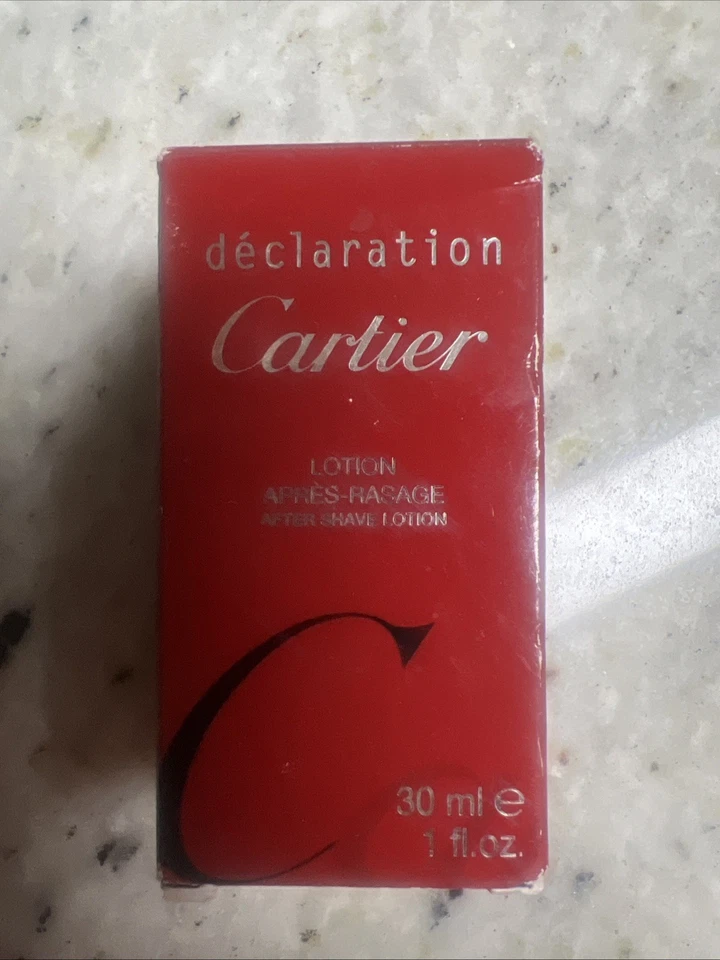 déclaration
Cartier
LOTION
APRÈS-RASAGE
AFTER SHAVE LOTION
C
30 ml e
1 fl.oz.